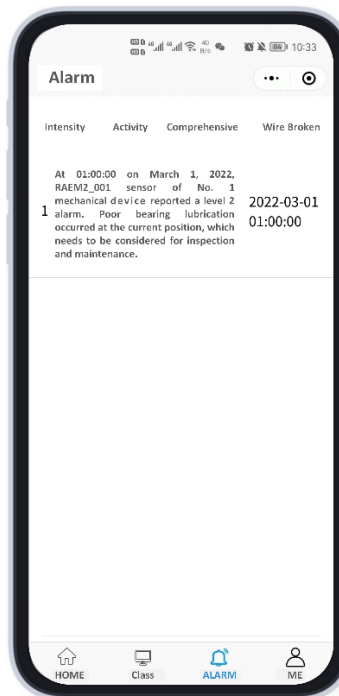 40 B/s 84 10:33
Alarm
Intensity Activity Comprehensive Wire Broken
At 01:00:00 on March 1, 2022,
RAEM2_001 sensor of No. 1
mechanical device reported a level 2
alarm. Poor bearing lubrication
occurred at the current position, which
needs to be considered for inspection
and maintenance.
1
2022-03-01
01:00:00
HOME Class ALARM ME